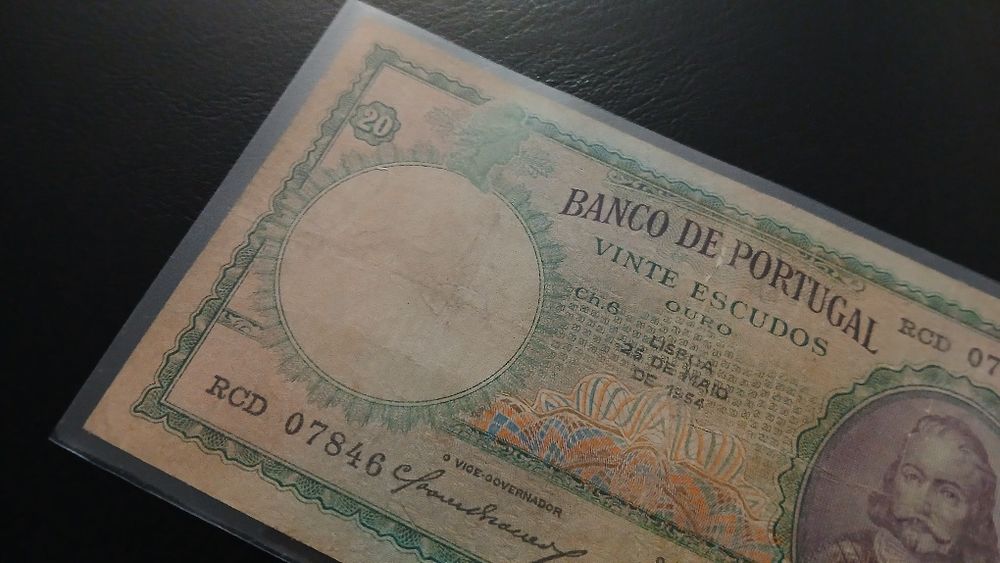 20
BANCO DE PORTUGAL
VINTE ESCUDOS
OURO
Ch.6
LISBOA
25 DE MAIO
DE 1954
RCD 07
RCD 07846
O VICE-GOVERNADOR